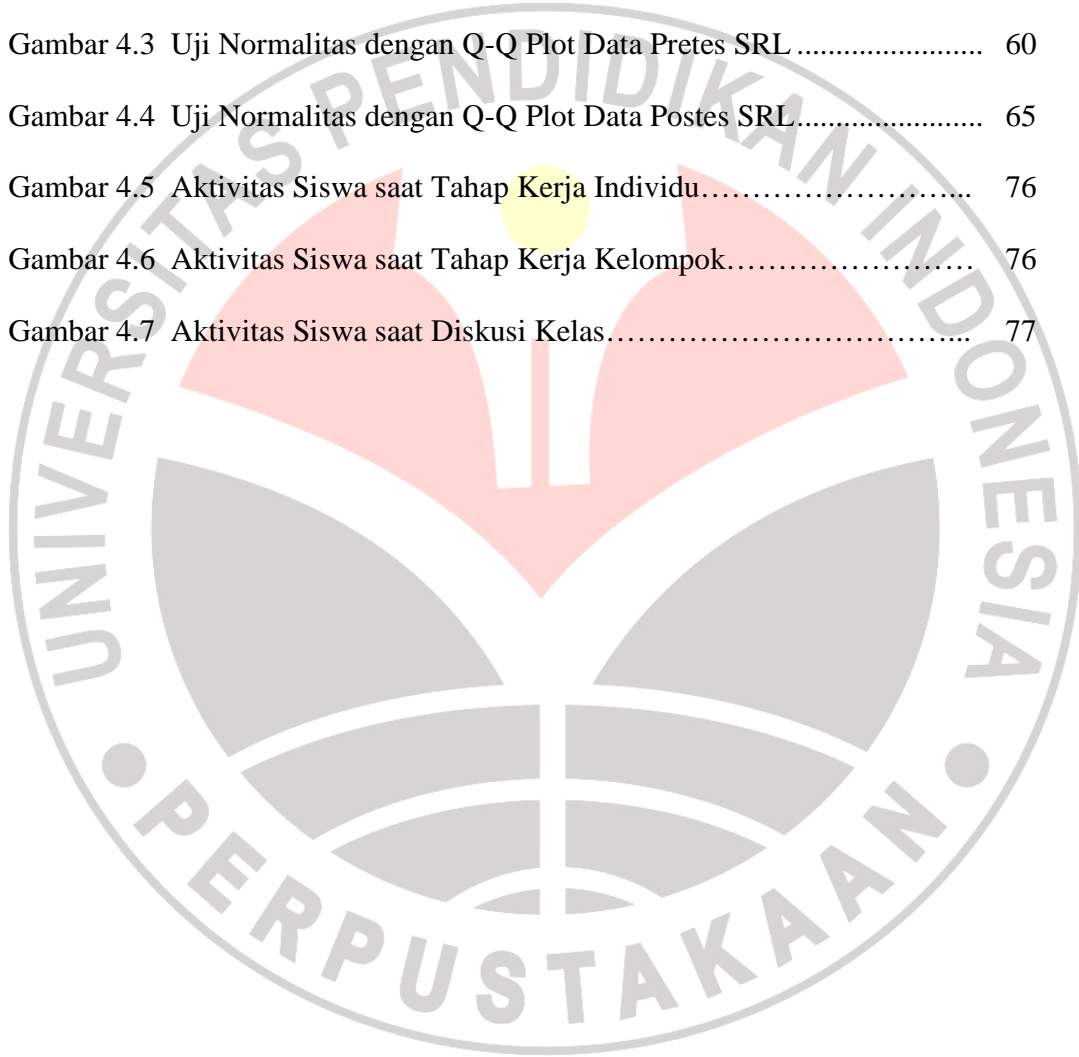 Gambar 4.3 Uji Normalitas dengan Q-Q Plot Data Pretes SRL ....................... 60
Gambar 4.4 Uji Normalitas dengan Q-Q Plot Data Postes SRL....................... 65
Gambar 4.5 Aktivitas Siswa saat Tahap Kerja Individu…………………….. 76
Gambar 4.6 Aktivitas Siswa saat Tahap Kerja Kelompok…………………… 76
Gambar 4.7 Aktivitas Siswa saat Diskusi Kelas……………………………... 77
UNIVERSITAS PENDIDIKAN INDONESIA
PERPUSTAKAAN